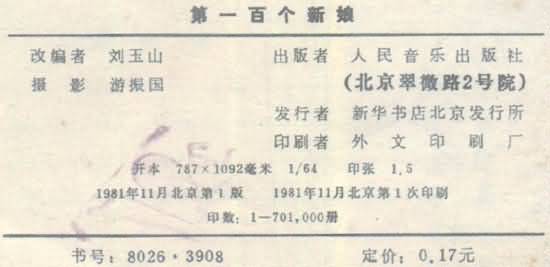 第一百个新娘
改编者 刘玉山 出版者 人民音乐出版社
摄影 游振国 (北京翠微路2号院)
发行者 新华书店北京发行所
印刷者 外文印刷厂
开本 787×1092毫米 1/64 印张 1.5
1981年11月北京第1版 1981年11月北京第1次印刷
印数：1—701,000册
书号：8026·3908 定价：0.17元